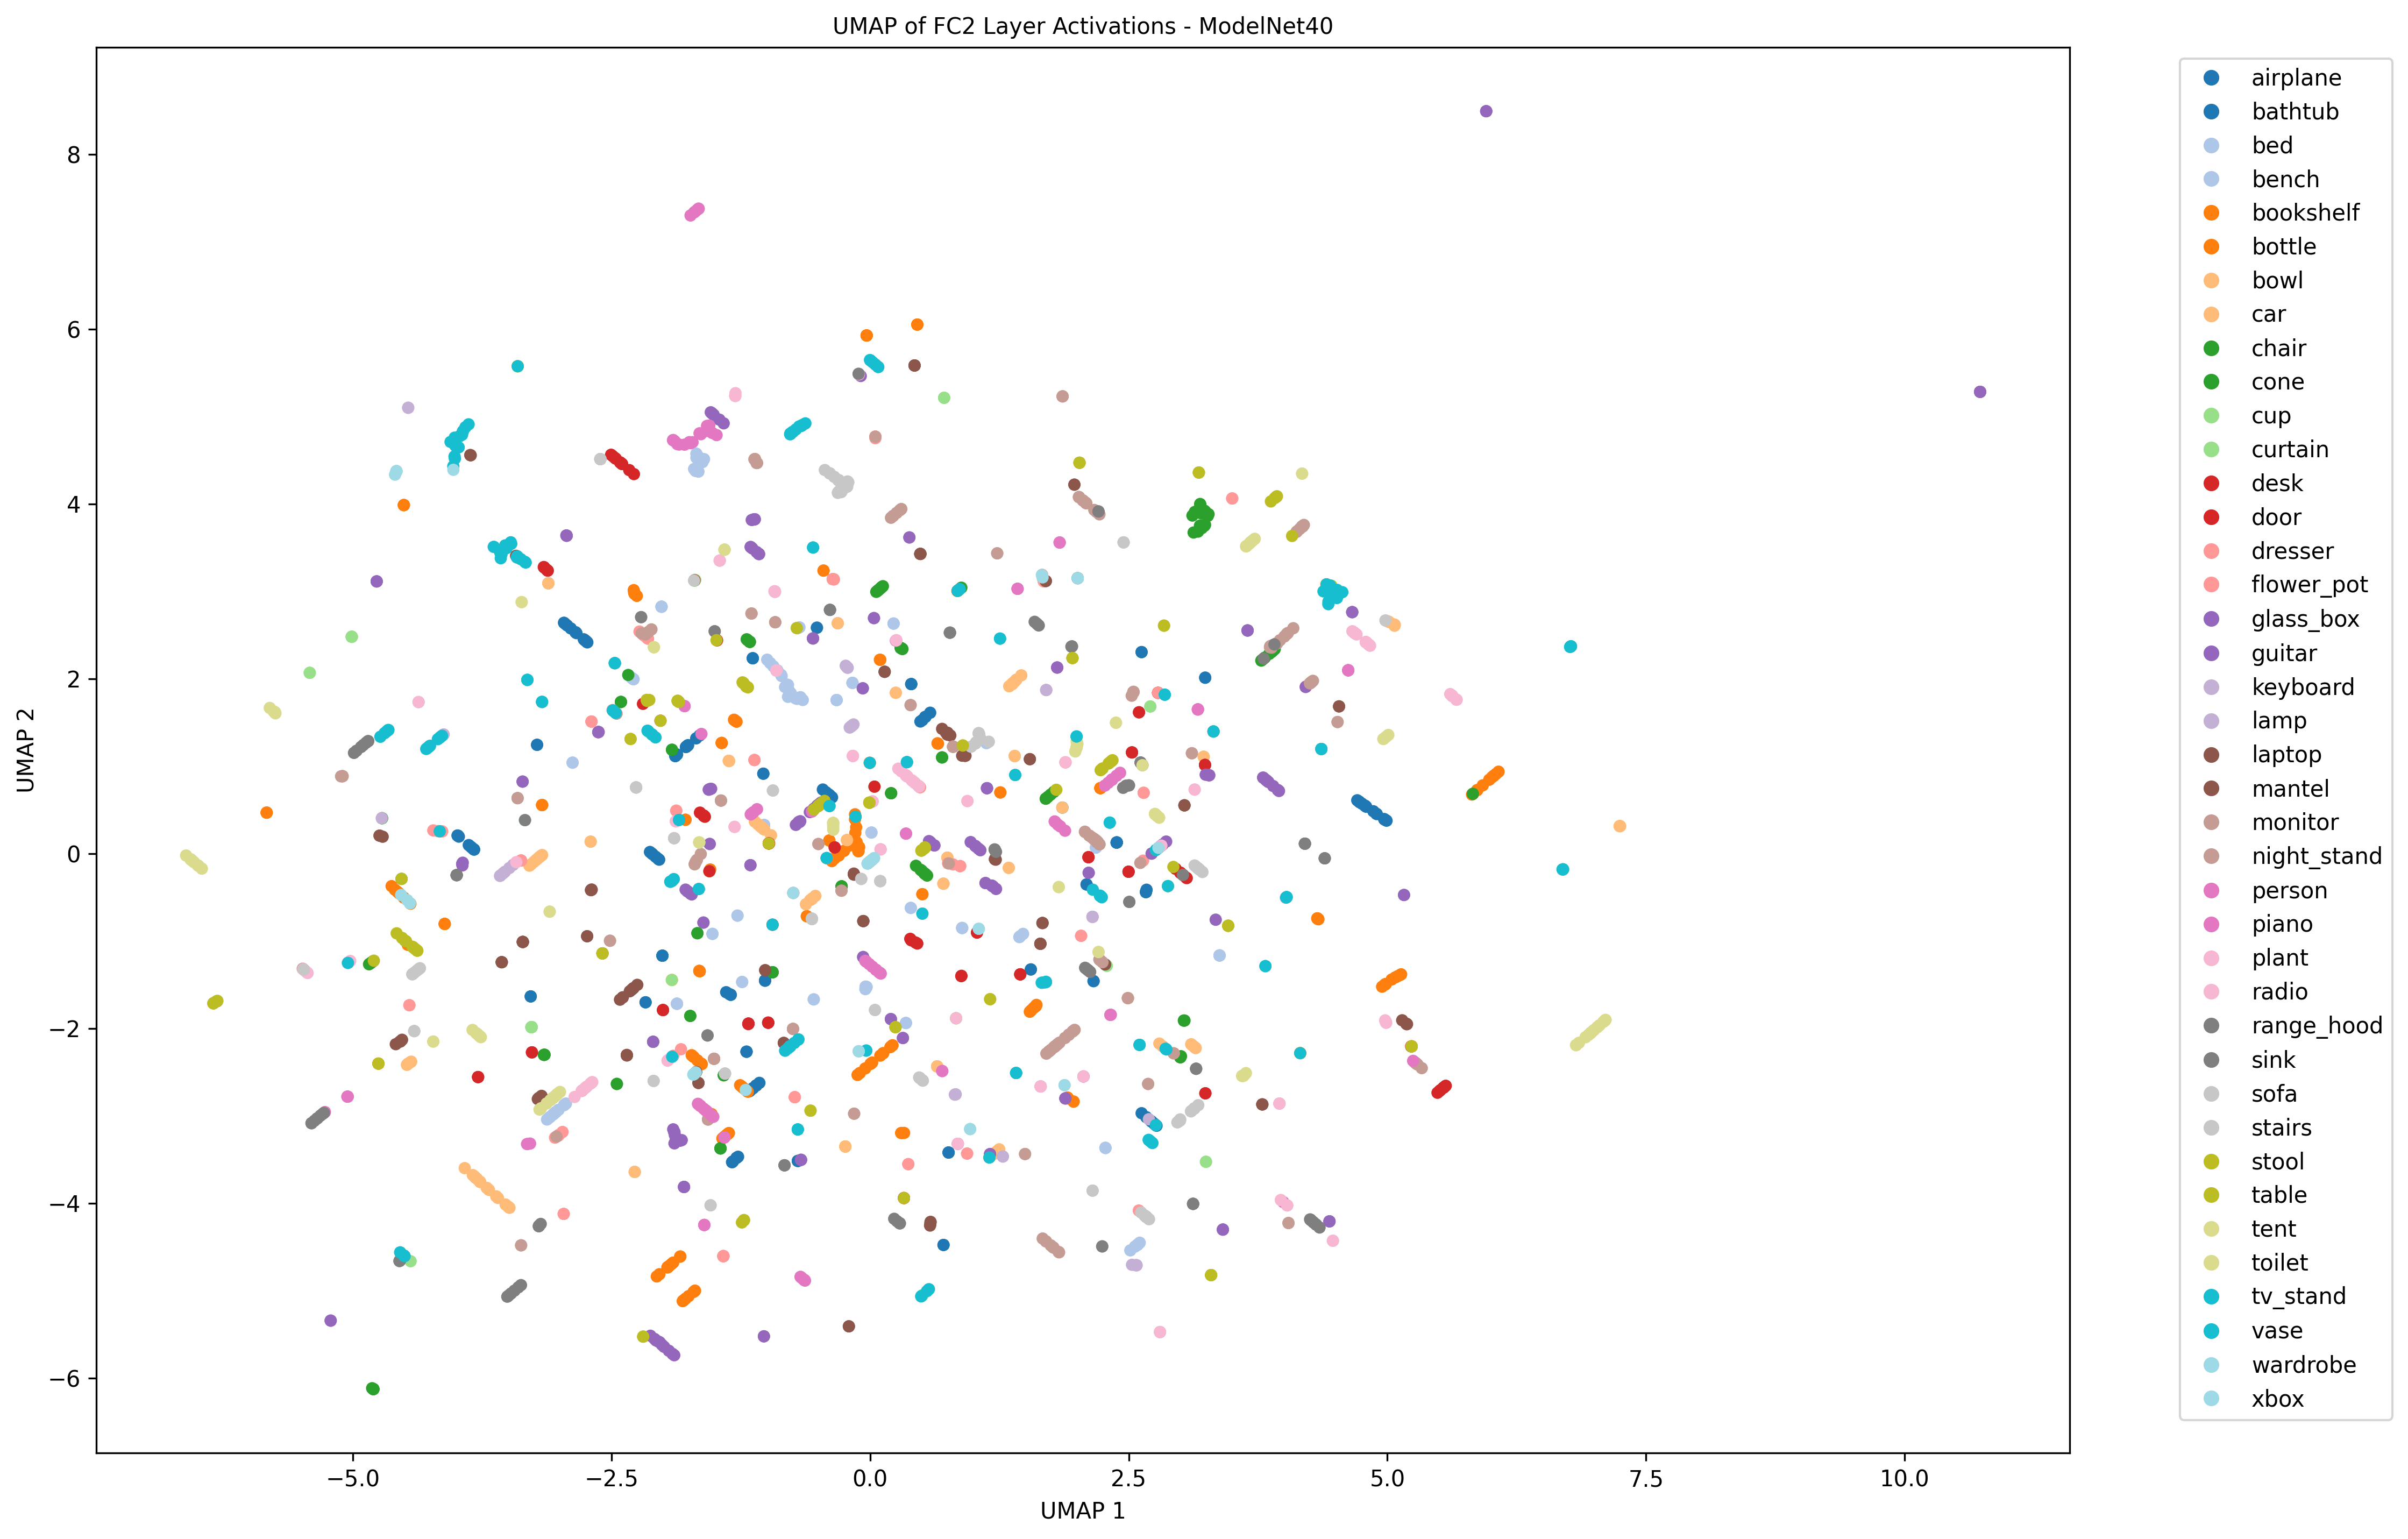 UMAP of FC2 Layer Activations - ModelNet40
8
6
4
2
0
−2
−4
−6
UMAP 2
−5.0
−2.5
0.0
2.5
5.0
7.5
10.0
UMAP 1
airplane
bathtub
bed
bench
bookshelf
bottle
bowl
car
chair
cone
cup
curtain
desk
door
dresser
flower_pot
glass_box
guitar
keyboard
lamp
laptop
mantel
monitor
night_stand
person
piano
plant
radio
range_hood
sink
sofa
stairs
stool
table
tent
toilet
tv_stand
vase
wardrobe
xbox